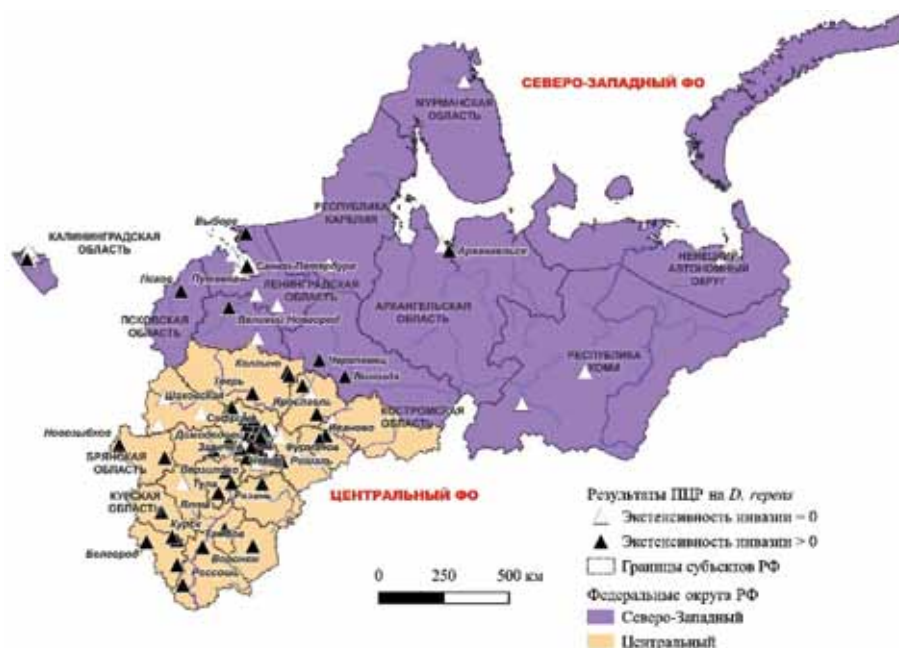 СЕВЕРО-ЗАПАДНЫЙ ФО
МУРМАНСКАЯ
ОБЛАСТЬ
РЕСПУБЛИКА
КАРЕЛИЯ
Выборг
КАЛИНИНГРАДСКАЯ
ОБЛАСТЬ
Санкт-Петербург
Архангельск
НЕНЕЦКИЙ
АВТОНОМНЫЙ
ОКРУГ
Псков
ЛЕНИНГРАДСКАЯ
ОБЛАСТЬ
АРХАНГЕЛЬСКАЯ
ОБЛАСТЬ
Великий Новгород
ПСКОВСКАЯ
ОБЛАСТЬ
Череповец
Вологда
РЕСПУБЛИКА
КОМИ
Тверь
Ярославль
Шаховская
КОСТРОМСКАЯ
ОБЛАСТЬ
Иваново
Новозыбков
Домодедово
БРЯНСКАЯ
ОБЛАСТЬ
Рошаль
Тула
Рязань
КУРСКАЯ
ОБЛАСТЬ
ЦЕНТРАЛЬНЫЙ ФО
Курск
Белгород
Воронеж
Россошь
0 250 500 км
Результаты ПЦР на D. repens
Экстенсивность инвазии = 0
Экстенсивность инвазии > 0
Границы субъектов РФ
Федеральные округа РФ
Северо-Западный
Центральный